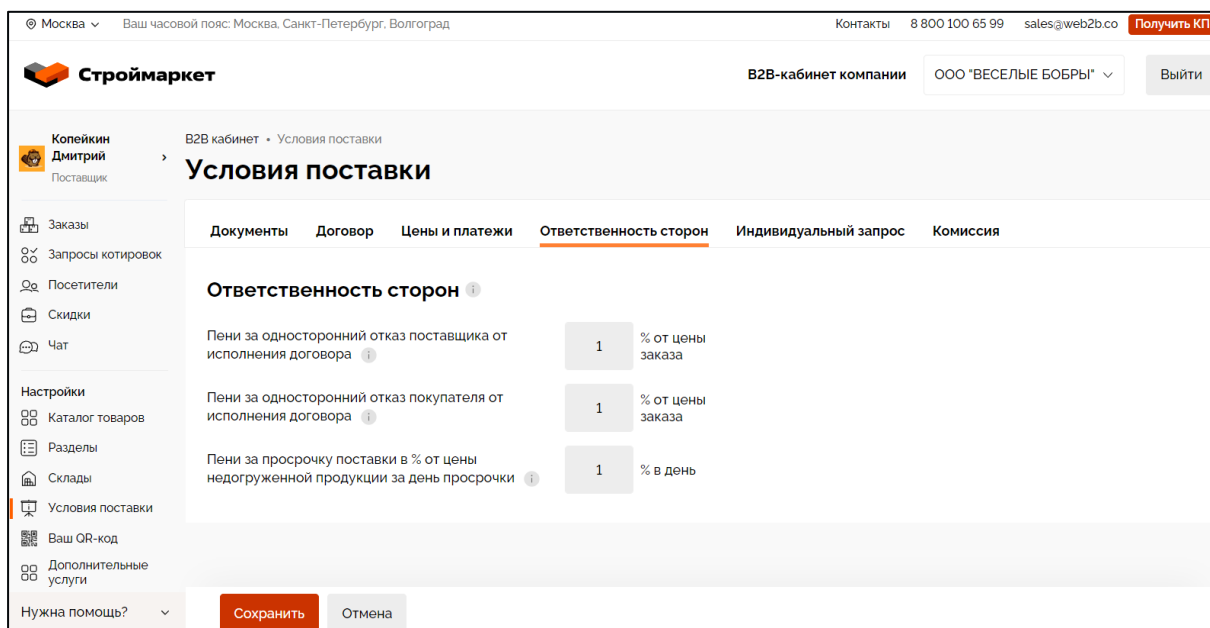 Москва Ваш часовой пояс: Москва, Санкт-Петербург, Волгоград Контакты 8 800 100 65 99 sales@web2b.co Получить КП
Строймаркет B2B-кабинет компании ООО "ВЕСЕЛЫЕ БОБРЫ" Выйти
Копейкин
Дмитрий
Поставщик
B2B кабинет • Условия поставки
Условия поставки
Заказы
Запросы котировок
Посетители
Скидки
Чат
Настройки
Каталог товаров
Разделы
Склады
Условия поставки
Ваш QR-код
Дополнительные
услуги
Нужна помощь?
Документы Договор Цены и платежи Ответственность сторон Индивидуальный запрос Комиссия
Ответственность сторон i
Пени за односторонний отказ поставщика от
исполнения договора i
1 % от цены
заказа
Пени за односторонний отказ покупателя от
исполнения договора i
1 % от цены
заказа
Пени за просрочку поставки в % от цены
недогруженной продукции за день просрочки i
1 % в день
Сохранить Отмена